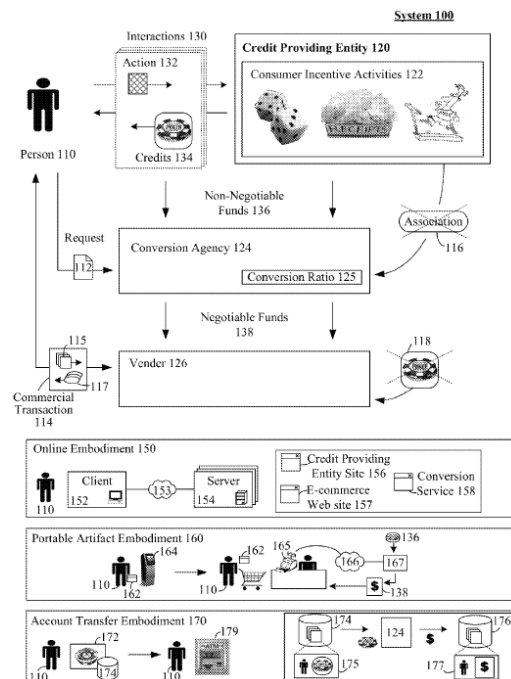 System 100
Interactions 130
Action 132
Credits 134
Person 110
Credit Providing Entity 120
Consumer Incentive Activities 122
RECEIPTS
Non-Negotiable
Funds 136
Association
116
Request
112
Conversion Agency 124
Conversion Ratio 125
Negotiable Funds
138
115
117
Commercial
Transaction
114
Vender 126
118
Online Embodiment 150
110
Client
152
153
Server
154
Credit Providing
Entity Site 156
E-commerce
Web site 157
Conversion
Service 158
Portable Artifact Embodiment 160
110
162
164
162
110
165
166
136
167
$
138
Account Transfer Embodiment 170
110
172
174
110
179
174
175
124
$
176
177
$